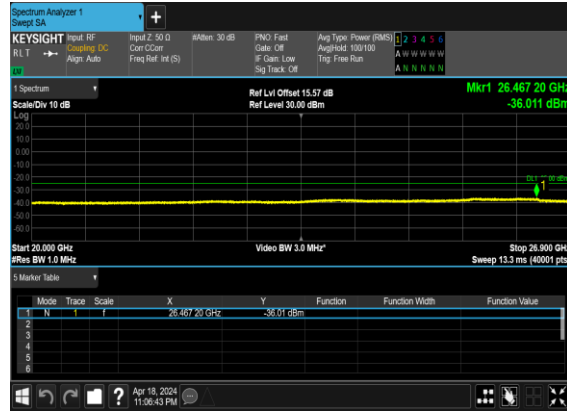 Spectrum Analyzer 1
Swept SA
+
KEYSIGHT Input: RF Input Z: 50 Ω #Atten: 30 dB PNO: Fast Avg Type: Power (RMS) 1 2 3 4 5 6
RLT Coupling: DC Corr CCorr Gate: Off Avg|Hold: 100/100 A W W W W W
Align: Auto Freq Ref: Int (S) IF Gain: Low Trig: Free Run
Sig Track: Off A N N N N N
1 Spectrum Ref Lvl Offset 15.57 dB Mkr1 26.467 20 GHz
Scale/Div 10 dB Ref Level 30.00 dBm -36.011 dBm
Log
20.0
10.0
0.00
-10.0
-20.0
-30.0 1
-40.0
-50.0
-60.0
Start 20.000 GHz Video BW 3.0 MHz* Stop 26.900 GHz
#Res BW 1.0 MHz Sweep 13.3 ms (40001 pts)
5 Marker Table
Mode Trace Scale X Y Function Function Width Function Value
1 N 1 f 26.467 20 GHz -36.01 dBm
2
3
4
5
6
? Apr 18, 2024
11:06:43 PM